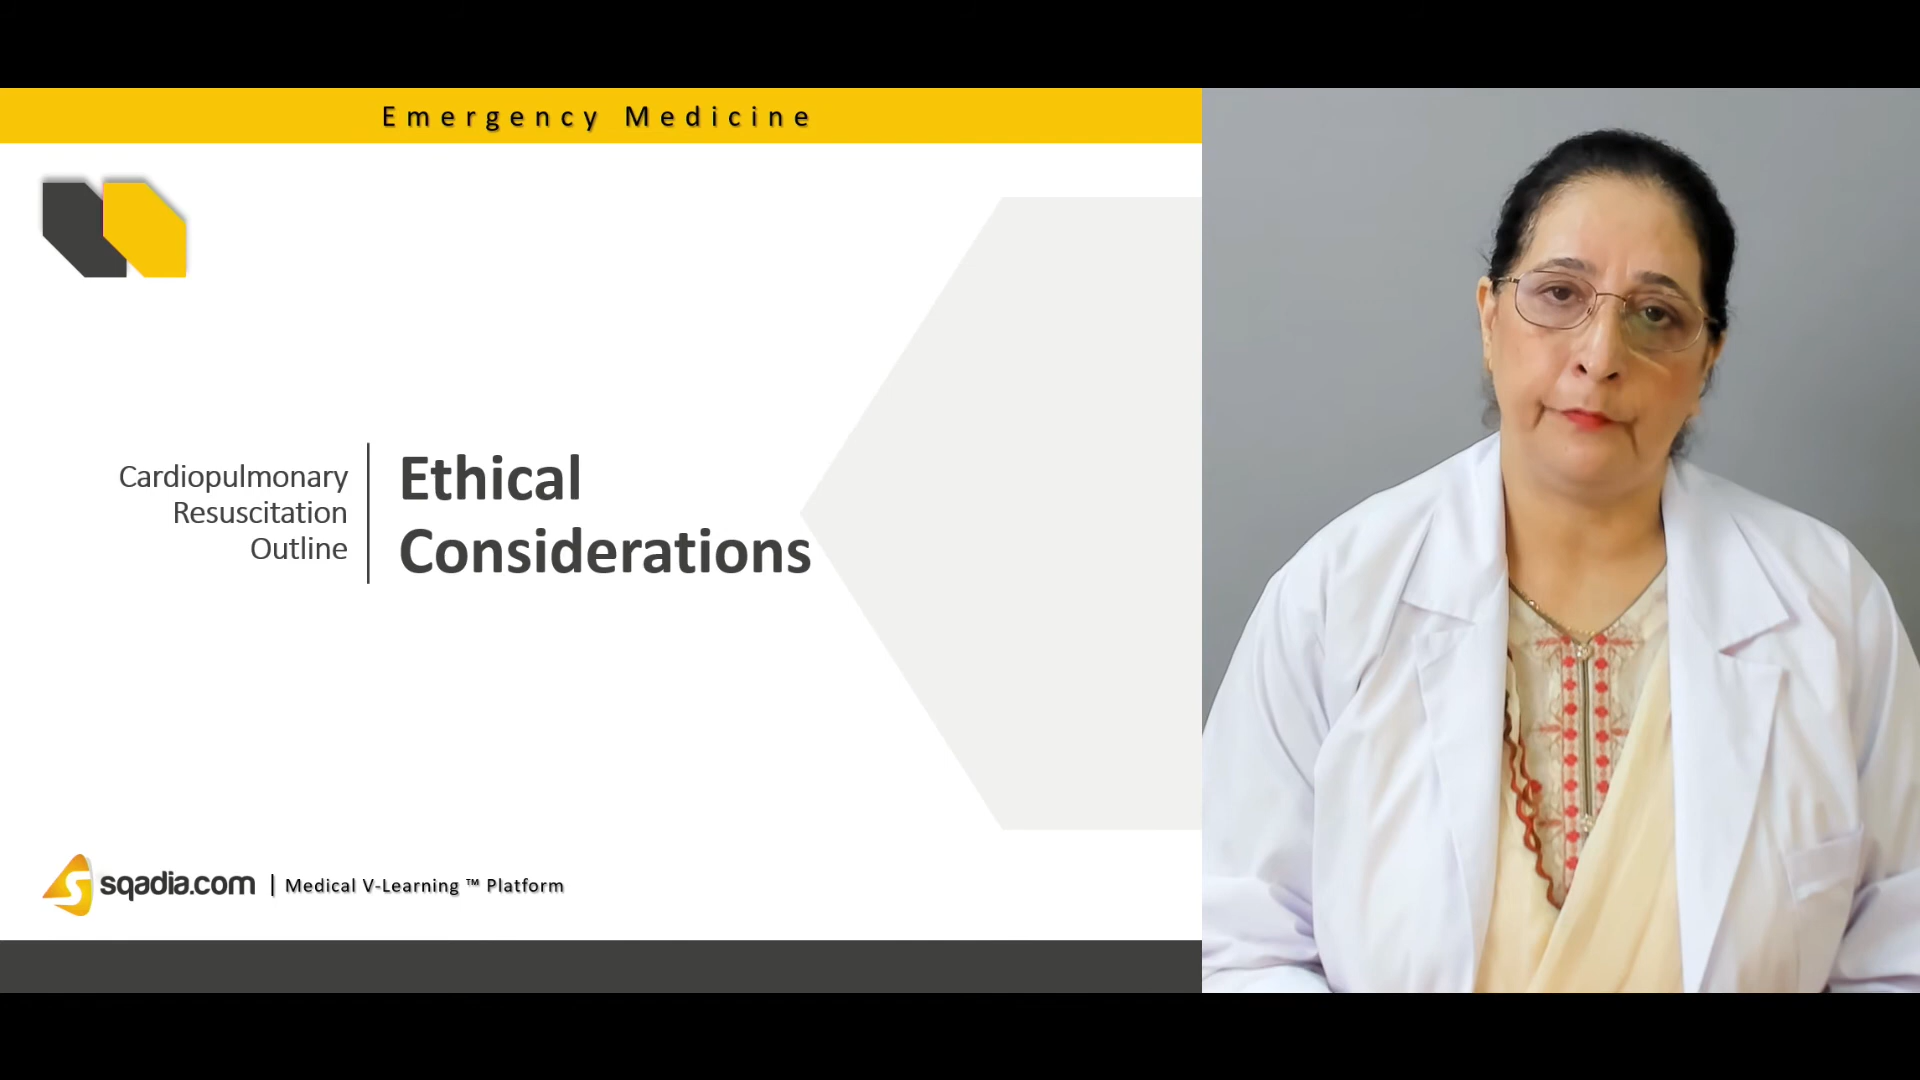 Emergency Medicine
Cardiopulmonary
Resuscitation
Outline
Ethical
Considerations
sqadia.com | Medical V-Learning ™ Platform